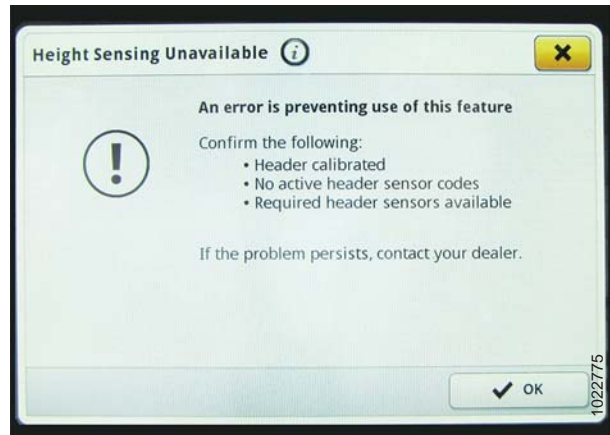 Height Sensing Unavailable i
An error is preventing use of this feature
!
Confirm the following:
• Header calibrated
• No active header sensor codes
• Required header sensors available
If the problem persists, contact your dealer.
OK
1022775